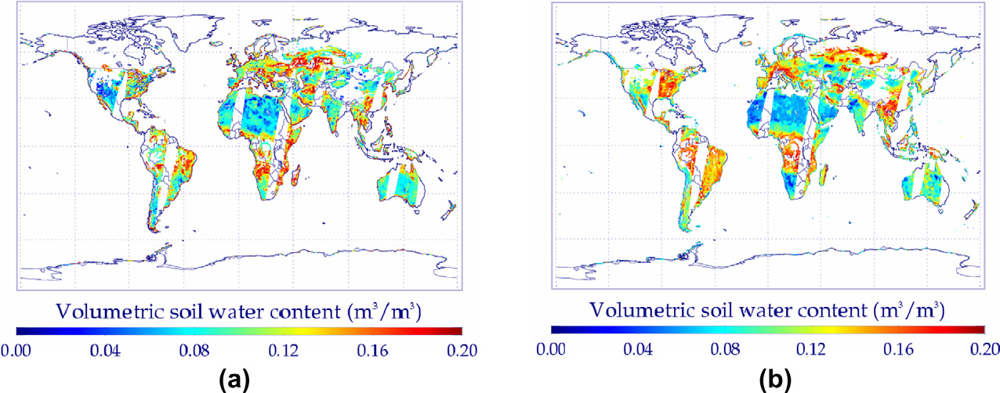 Volumetric soil water content (m³/m³)
0.00 0.04 0.08 0.12 0.16 0.20
(a)
Volumetric soil water content (m³/m³)
0.00 0.04 0.08 0.12 0.16 0.20
(b)